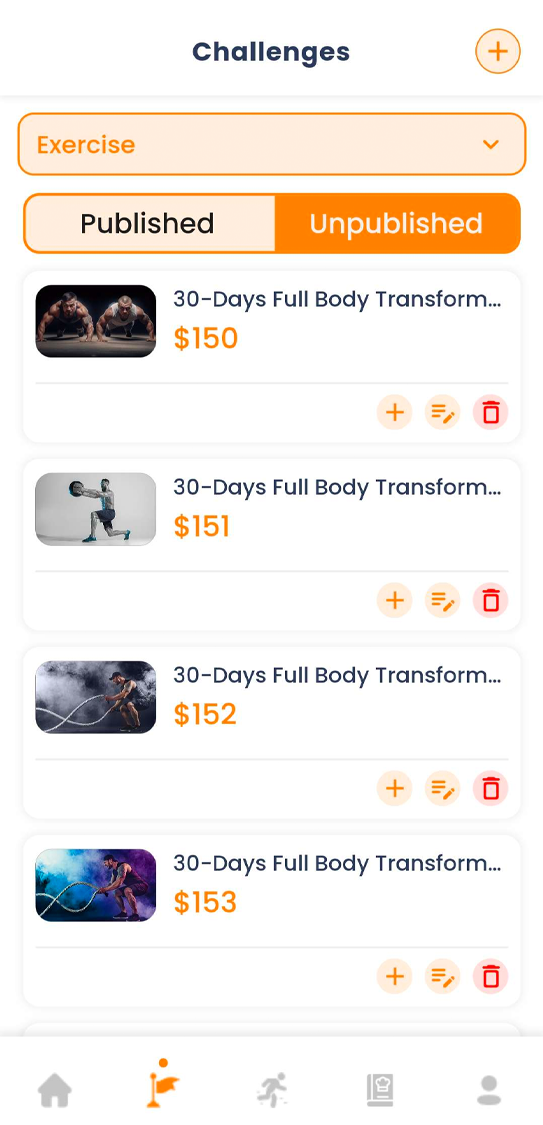 Challenges
Exercise
Published
Unpublished
30-Days Full Body Transform...
$150
30-Days Full Body Transform...
$151
30-Days Full Body Transform...
$152
30-Days Full Body Transform...
$153